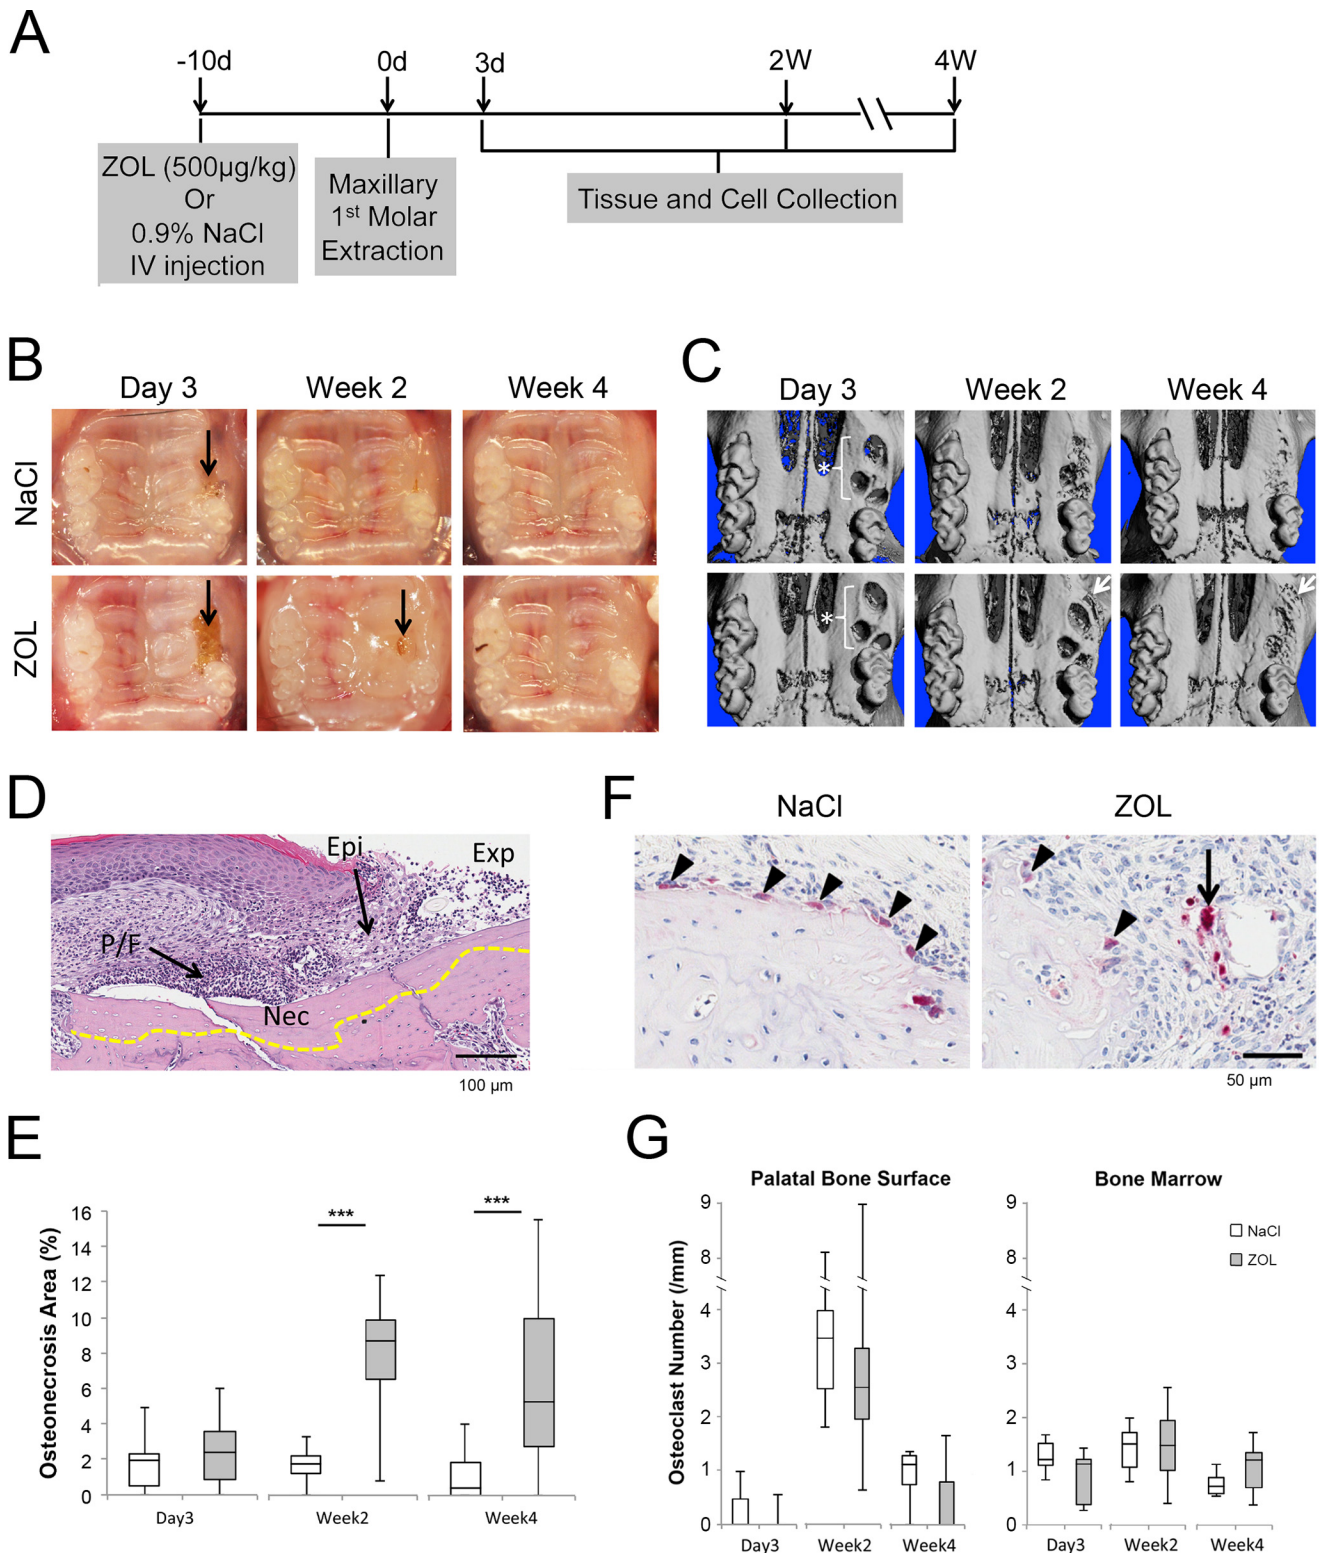 A
-10d
0d
3d
2W
4W
ZOL (500µg/kg)
Or
0.9% NaCl
IV injection
Maxillary
1st Molar
Extraction
Tissue and Cell Collection
B
Day 3
Week 2
Week 4
NaCl
ZOL
C
Day 3
Week 2
Week 4
*
*
D
Epi
Exp
P/F
Nec
100 µm
F
NaCl
ZOL
50 µm
E
Osteonecrosis Area (%)
16
14
12
10
8
6
4
2
0
***
***
Day3
Week2
Week4
G
Palatal Bone Surface
Osteoclast Number (/mm)
9
8
4
3
2
1
0
Day3
Week2
Week4
Bone Marrow
9
8
4
3
2
1
0
NaCl
ZOL
Day3
Week2
Week4